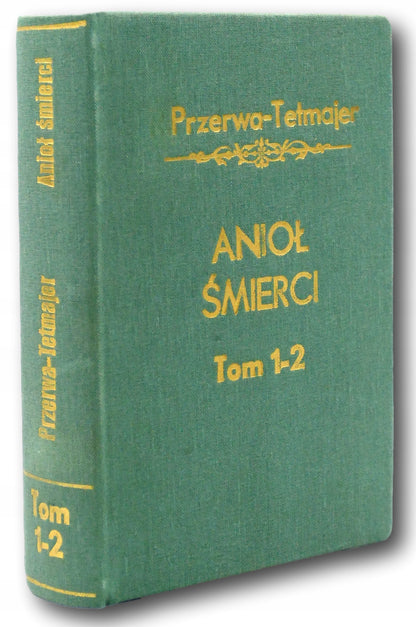 Przerwa-Tetmajer
ANIOŁ
ŚMIERCI
Tom 1-2
Przerwa-Tetmajer Anioł śmierci
Tom
1-2